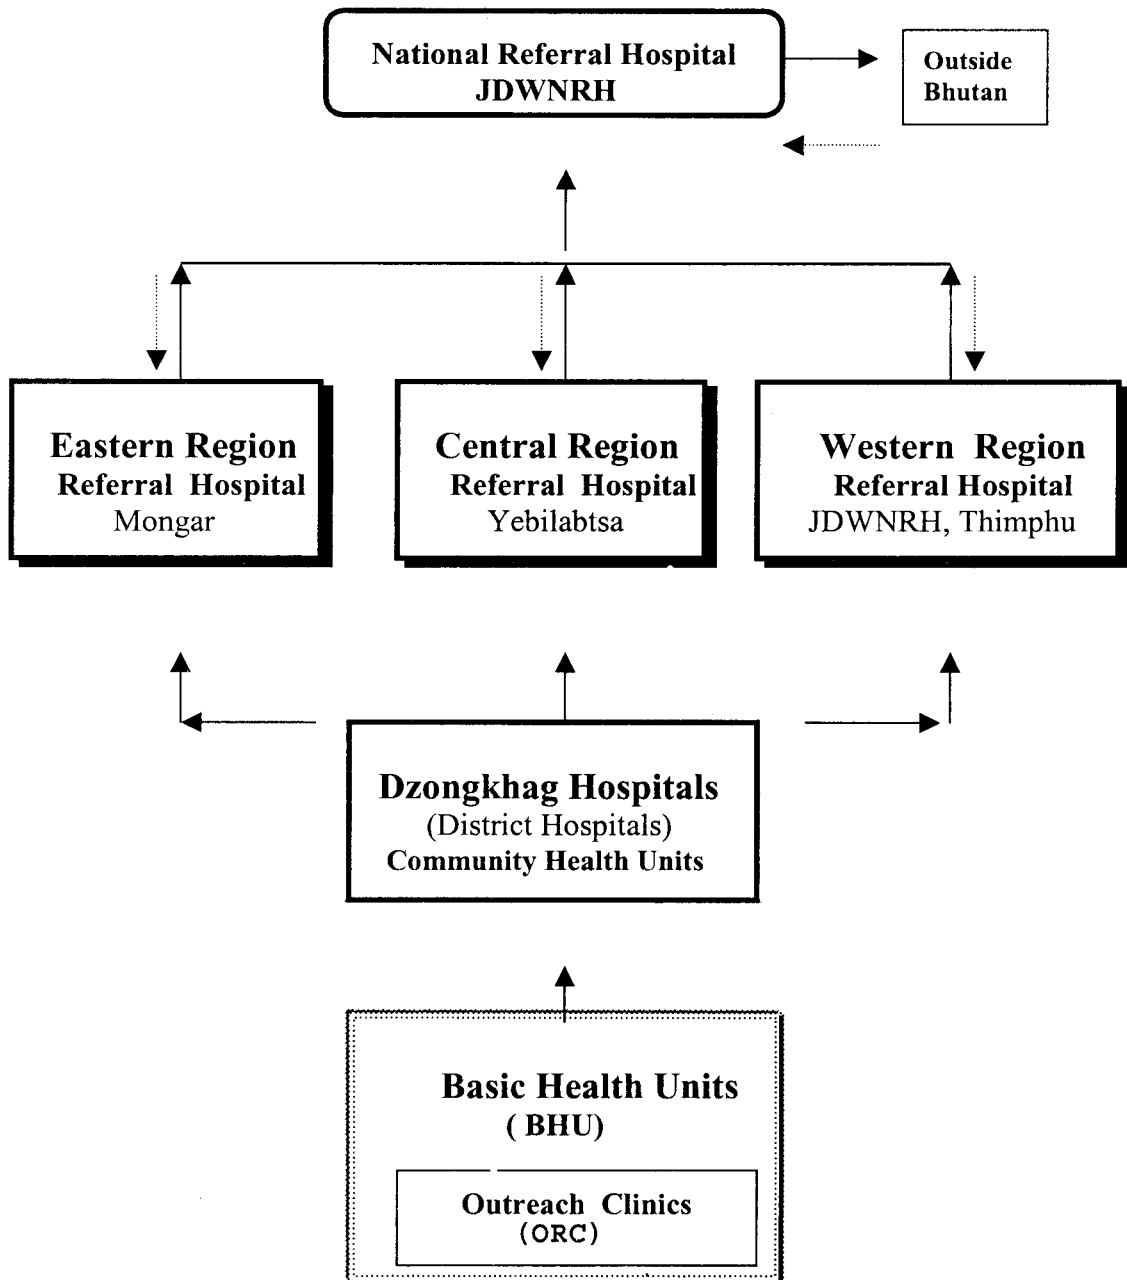 National Referral Hospital
JDWNRH
Outside
Bhutan
Eastern Region
Referral Hospital
Mongar
Central Region
Referral Hospital
Yebilabtsa
Western Region
Referral Hospital
JDWNRH, Thimphu
Dzongkhag Hospitals
(District Hospitals)
Community Health Units
Basic Health Units
( BHU)
Outreach Clinics
(ORC)